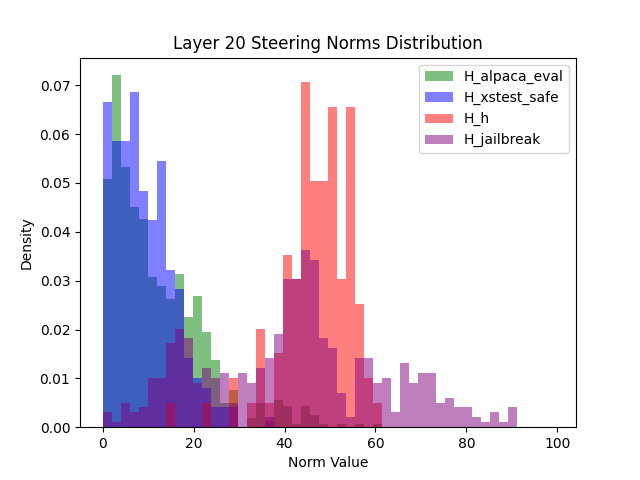 Layer 20 Steering Norms Distribution
H_alpaca_eval
H_xstest_safe
H_h
H_jailbreak
Density
0.07
0.06
0.05
0.04
0.03
0.02
0.01
0.00
0 20 40 60 80 100
Norm Value